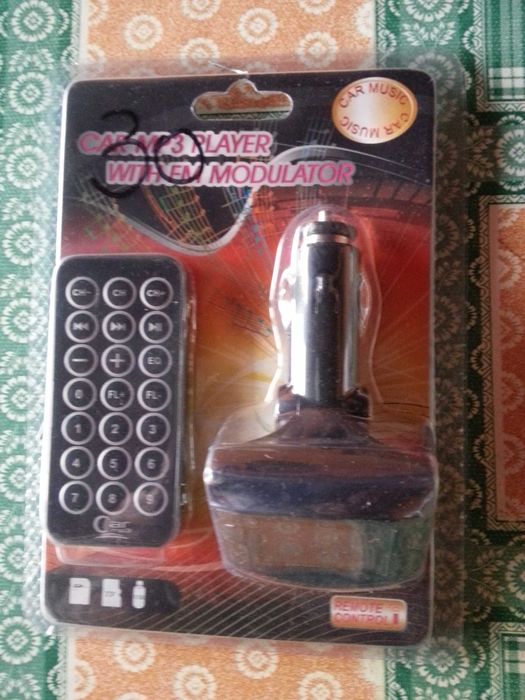 CAR MUSIC CAR MUSIC
CAR MP3 PLAYER
WITH FM MODULATOR
30
CH- CH CH+
- + EQ
0 FL+ FL-
1 2 3
4 5 6
7 8 9
Car
REMOTE
CONTROL